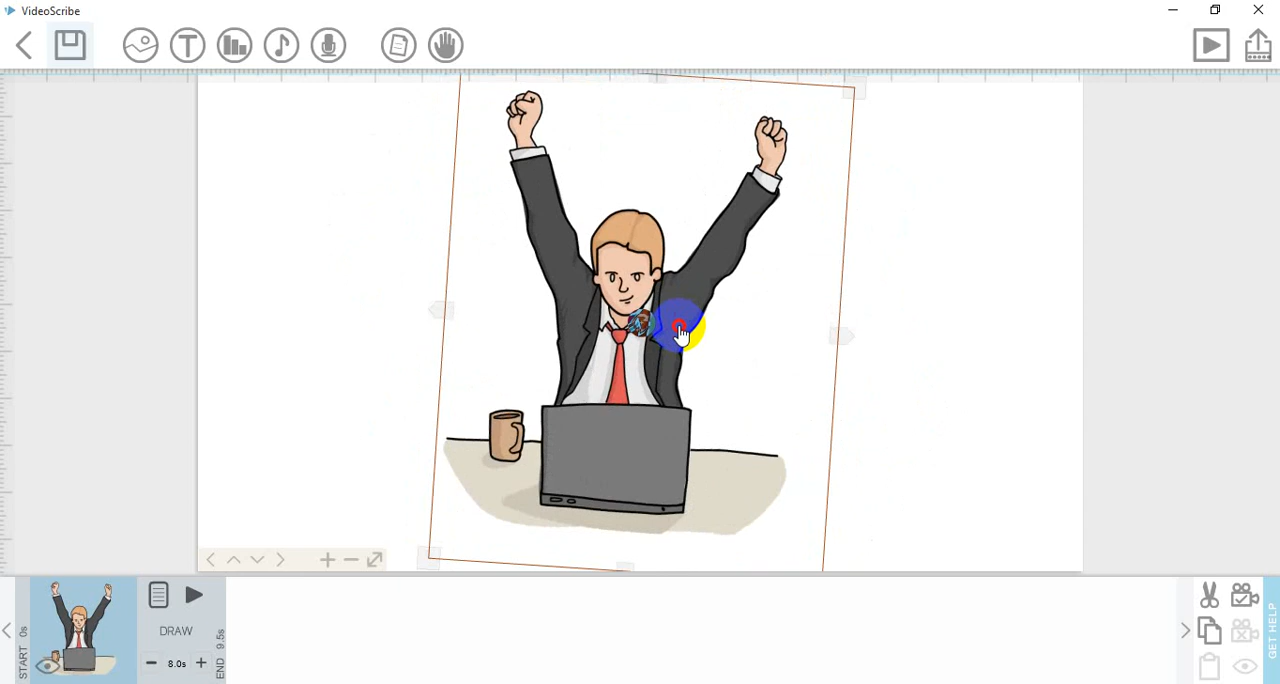 VideoScribe
T
START 0s
DRAW
8.0s
END 9.5s
GET HELP